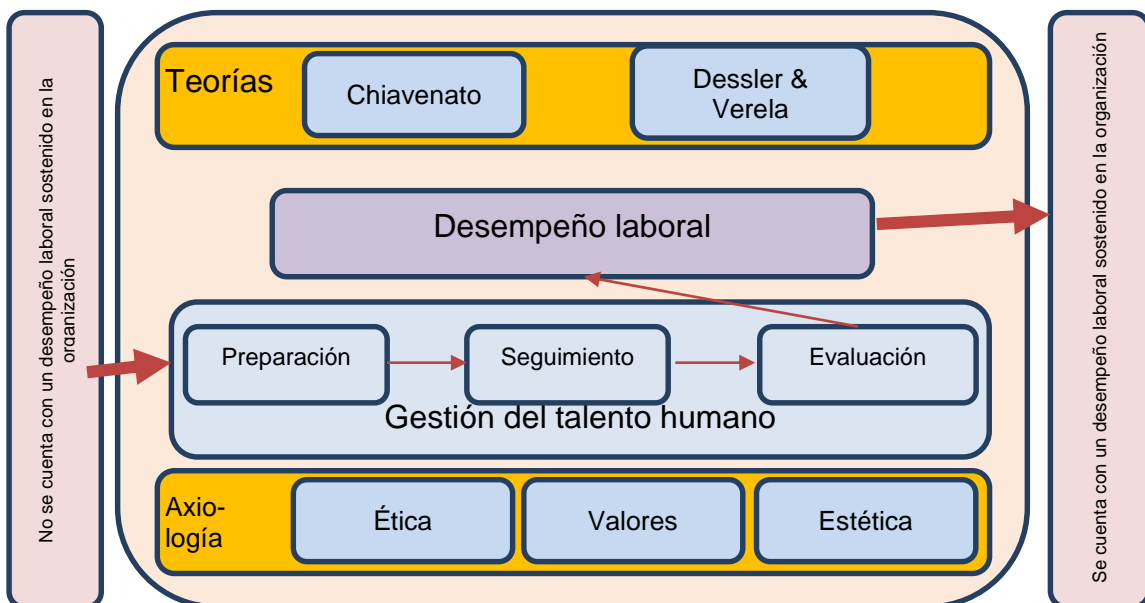 No se cuenta con un desempeño laboral sostenido en la
organización
Teorías
Chiavenato
Dessler &
Verela
Desempeño laboral
Preparación
Seguimiento
Evaluación
Gestión del talento humano
Axio-
logía
Ética
Valores
Estética
Se cuenta con un desempeño laboral sostenido en la organización